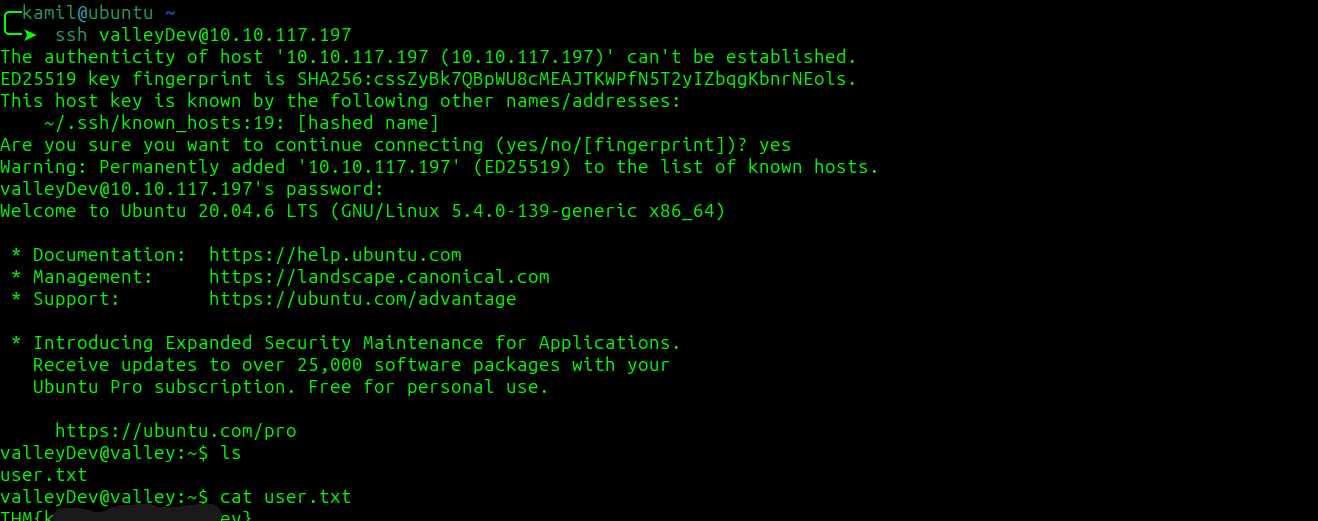 kamil@ubuntu ~
➤ ssh valleyDev@10.10.117.197
The authenticity of host '10.10.117.197 (10.10.117.197)' can't be established.
ED25519 key fingerprint is SHA256:cssZyBk7QBpWU8cMEAJTKWPfN5T2yIZbqgKbnrNEols.
This host key is known by the following other names/addresses:
    ~/.ssh/known_hosts:19: [hashed name]
Are you sure you want to continue connecting (yes/no/[fingerprint])? yes
Warning: Permanently added '10.10.117.197' (ED25519) to the list of known hosts.
valleyDev@10.10.117.197's password:
Welcome to Ubuntu 20.04.6 LTS (GNU/Linux 5.4.0-139-generic x86_64)
* Documentation:  https://help.ubuntu.com
* Management:     https://landscape.canonical.com
* Support:        https://ubuntu.com/advantage
* Introducing Expanded Security Maintenance for Applications.
Receive updates to over 25,000 software packages with your
Ubuntu Pro subscription. Free for personal use.
https://ubuntu.com/pro
valleyDev@valley:~$ ls
user.txt
valleyDev@valley:~$ cat user.txt